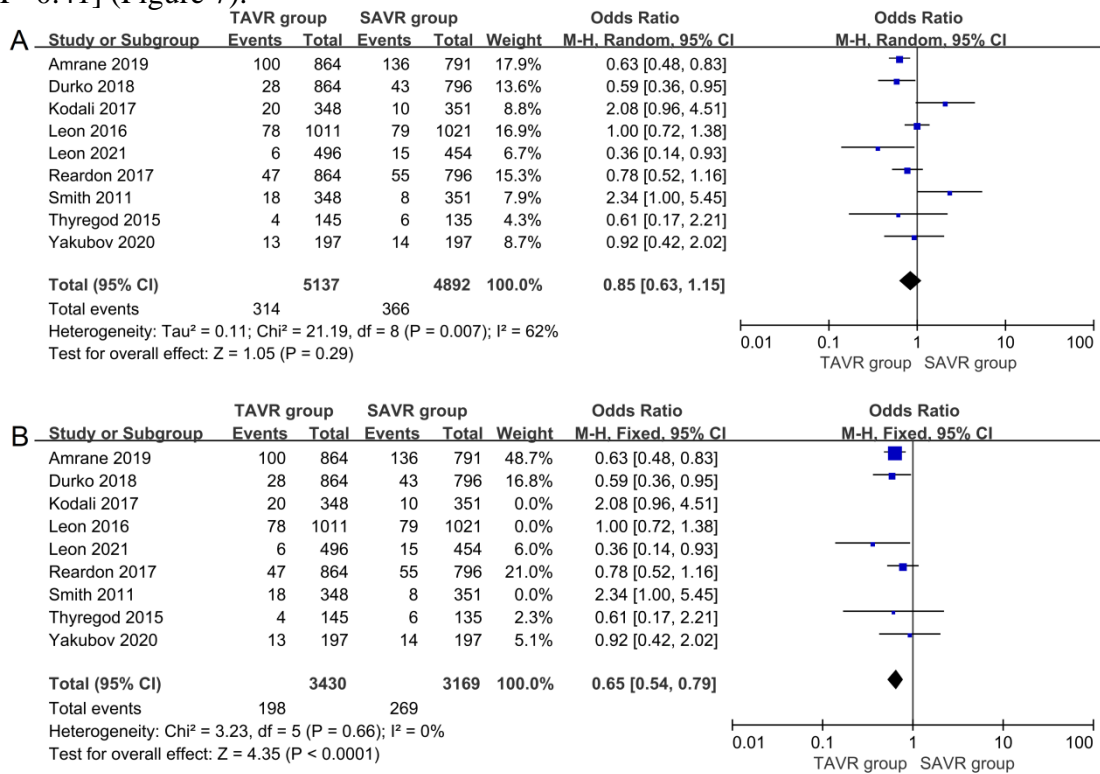 P= 0.41] (Figure 7).
A
TAVR group SAVR group Odds Ratio Odds Ratio
Study or Subgroup Events Total Events Total Weight M-H, Random, 95% CI M-H, Random, 95% CI
Amrane 2019 100 864 136 791 17.9% 0.63 [0.48, 0.83]
Durko 2018 28 864 43 796 13.6% 0.59 [0.36, 0.95]
Kodali 2017 20 348 10 351 8.8% 2.08 [0.96, 4.51]
Leon 2016 78 1011 79 1021 16.9% 1.00 [0.72, 1.38]
Leon 2021 6 496 15 454 6.7% 0.36 [0.14, 0.93]
Reardon 2017 47 864 55 796 15.3% 0.78 [0.52, 1.16]
Smith 2011 18 348 8 351 7.9% 2.34 [1.00, 5.45]
Thyregod 2015 4 145 6 135 4.3% 0.61 [0.17, 2.21]
Yakubov 2020 13 197 14 197 8.7% 0.92 [0.42, 2.02]
Total (95% CI) 5137 4892 100.0% 0.85 [0.63, 1.15]
Total events 314 366
Heterogeneity: Tau² = 0.11; Chi² = 21.19, df = 8 (P = 0.007); I² = 62%
Test for overall effect: Z = 1.05 (P = 0.29)
0.01 0.1 1 10 100
TAVR group SAVR group
B
TAVR group SAVR group Odds Ratio Odds Ratio
Study or Subgroup Events Total Events Total Weight M-H, Fixed, 95% CI M-H, Fixed, 95% CI
Amrane 2019 100 864 136 791 48.7% 0.63 [0.48, 0.83]
Durko 2018 28 864 43 796 16.8% 0.59 [0.36, 0.95]
Kodali 2017 20 348 10 351 0.0% 2.08 [0.96, 4.51]
Leon 2016 78 1011 79 1021 0.0% 1.00 [0.72, 1.38]
Leon 2021 6 496 15 454 6.0% 0.36 [0.14, 0.93]
Reardon 2017 47 864 55 796 21.0% 0.78 [0.52, 1.16]
Smith 2011 18 348 8 351 0.0% 2.34 [1.00, 5.45]
Thyregod 2015 4 145 6 135 2.3% 0.61 [0.17, 2.21]
Yakubov 2020 13 197 14 197 5.1% 0.92 [0.42, 2.02]
Total (95% CI) 3430 3169 100.0% 0.65 [0.54, 0.79]
Total events 198 269
Heterogeneity: Chi² = 3.23, df = 5 (P = 0.66); I² = 0%
Test for overall effect: Z = 4.35 (P < 0.0001)
0.01 0.1 1 10 100
TAVR group SAVR group